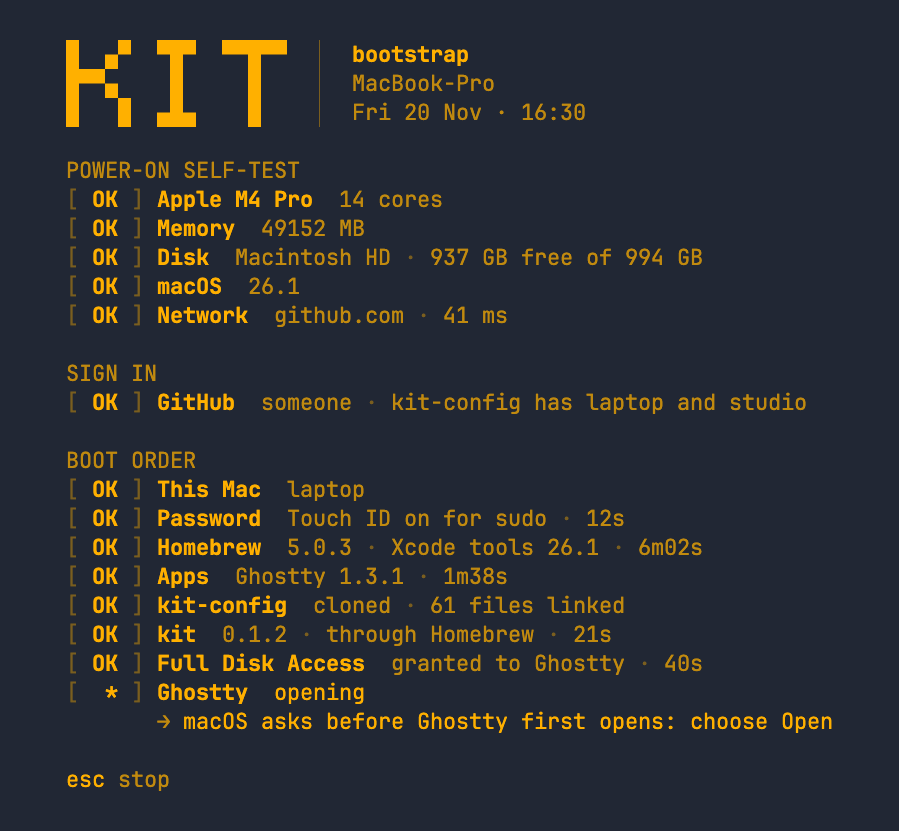 KIT
bootstrap
MacBook-Pro
Fri 20 Nov · 16:30
POWER-ON SELF-TEST
[ OK ] Apple M4 Pro  14 cores
[ OK ] Memory  49152 MB
[ OK ] Disk  Macintosh HD · 937 GB free of 994 GB
[ OK ] macOS  26.1
[ OK ] Network  github.com · 41 ms
SIGN IN
[ OK ] GitHub  someone · kit-config has laptop and studio
BOOT ORDER
[ OK ] This Mac  laptop
[ OK ] Password  Touch ID on for sudo · 12s
[ OK ] Homebrew  5.0.3 · Xcode tools 26.1 · 6m02s
[ OK ] Apps  Ghostty 1.3.1 · 1m38s
[ OK ] kit-config  cloned · 61 files linked
[ OK ] kit  0.1.2 · through Homebrew · 21s
[ OK ] Full Disk Access  granted to Ghostty · 40s
[  * ] Ghostty  opening
→ macOS asks before Ghostty first opens: choose Open
esc stop